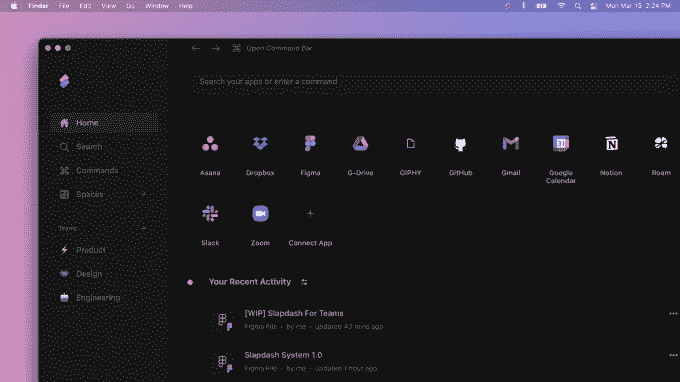 Finder File Edit View Go Window Help Mon Mar 15 2:26 PM
Open Command Bar
Search your apps or enter a command
Home
Search
Commands
Spaces
Teams
Product
Design
Engineering
Asana Dropbox Figma G-Drive GIPHY GitHub Gmail Google Calendar Notion Roam
31
Slack Zoom Connect App
Your Recent Activity
[WIP] Slapdash For Teams
Figma File • by me • updated 43 mins ago
Slapdash System 1.0
Figma File • by me • updated 1 hour ago